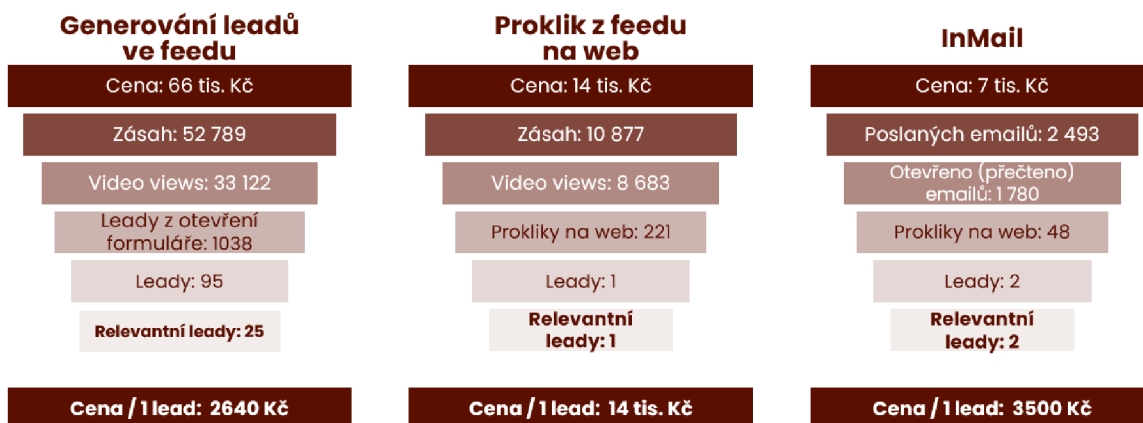 Generování leadů
ve feedu
Cena: 66 tis. Kč
Zásah: 52 789
Video views: 33 122
Leady z otevření
formuláře: 1038
Leady: 95
Relevantní leady: 25
Cena / 1 lead: 2640 Kč
Proklik z feedu
na web
Cena: 14 tis. Kč
Zásah: 10 877
Video views: 8 683
Prokliky na web: 221
Leady: 1
Relevantní
leady: 1
Cena / 1 lead: 14 tis. Kč
InMail
Cena: 7 tis. Kč
Poslaných emailů: 2 493
Otevřeno (přečteno)
emailů: 1 780
Prokliky na web: 48
Leady: 2
Relevantní
leady: 2
Cena / 1 lead: 3500 Kč